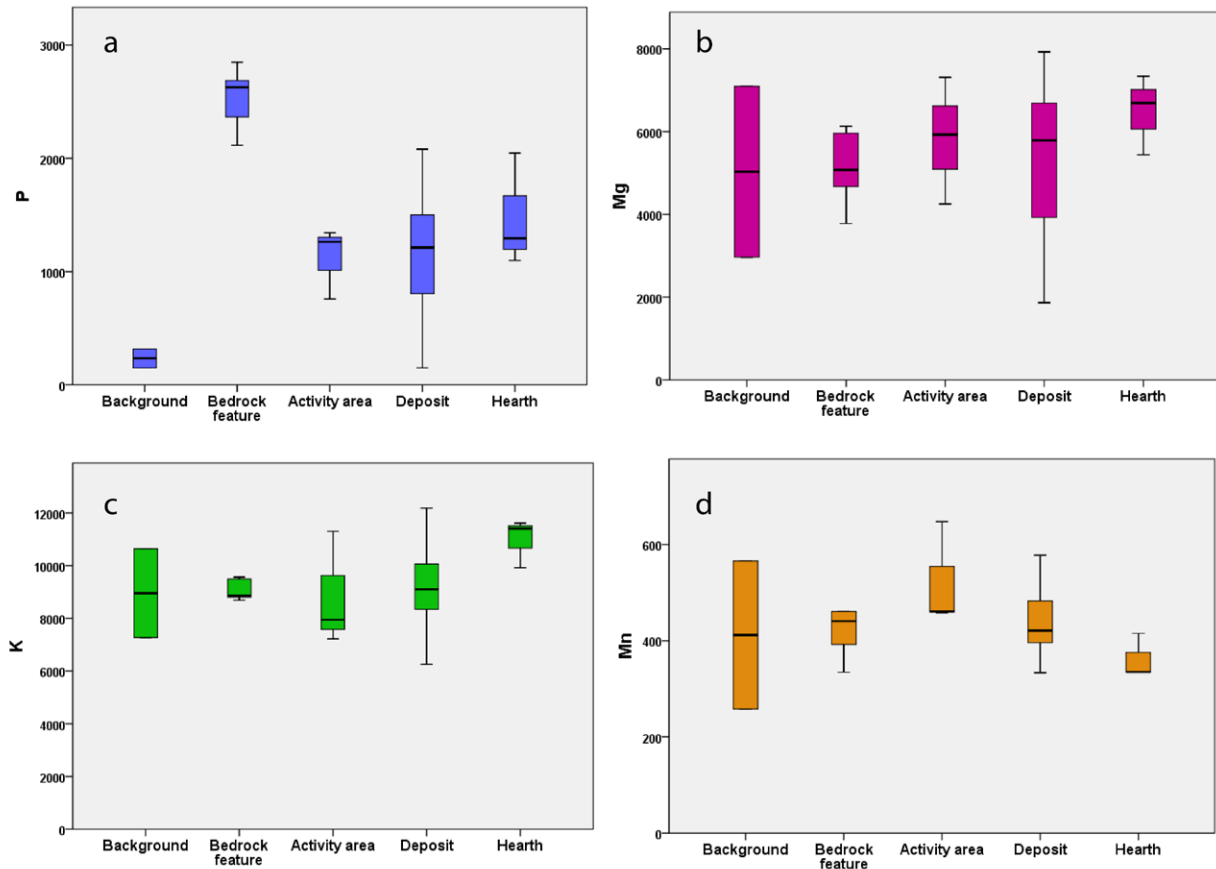 a
3000
2000
1000
0
P
Background Bedrock feature Activity area Deposit Hearth
b
8000
6000
4000
2000
0
Mg
Background Bedrock feature Activity area Deposit Hearth
c
12000
10000
8000
6000
4000
2000
0
K
Background Bedrock feature Activity area Deposit Hearth
d
600
400
200
0
Mn
Background Bedrock feature Activity area Deposit Hearth